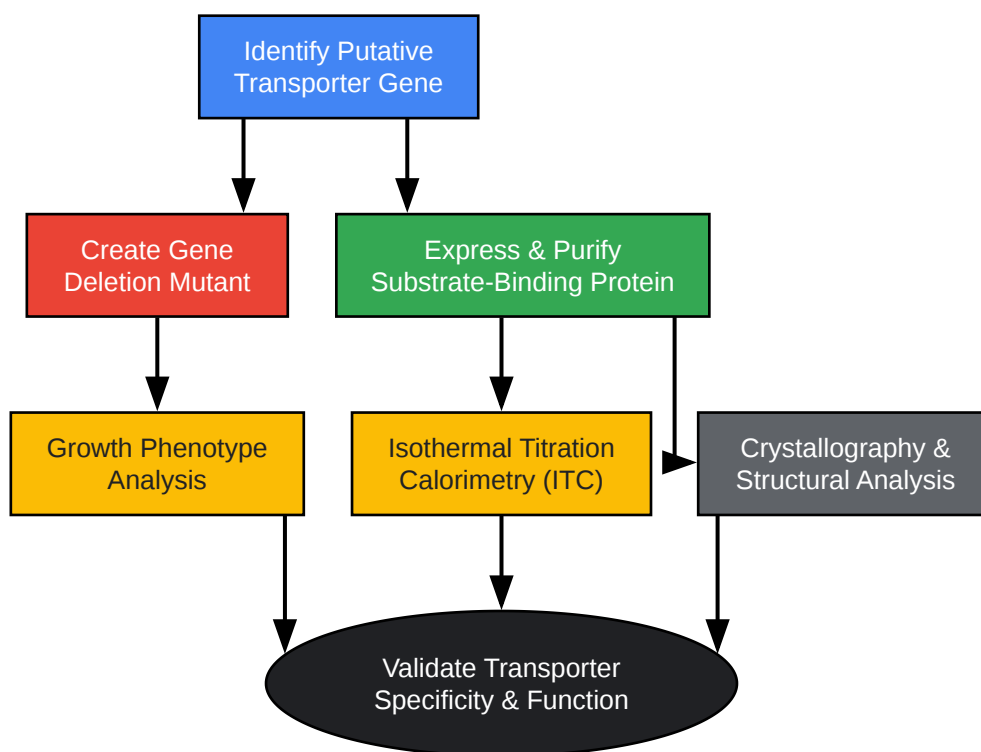 Identify Putative
Transporter Gene
Create Gene
Deletion Mutant
Express & Purify
Substrate-Binding Protein
Growth Phenotype
Analysis
Isothermal Titration
Calorimetry (ITC)
Crystallography &
Structural Analysis
Validate Transporter
Specificity & Function